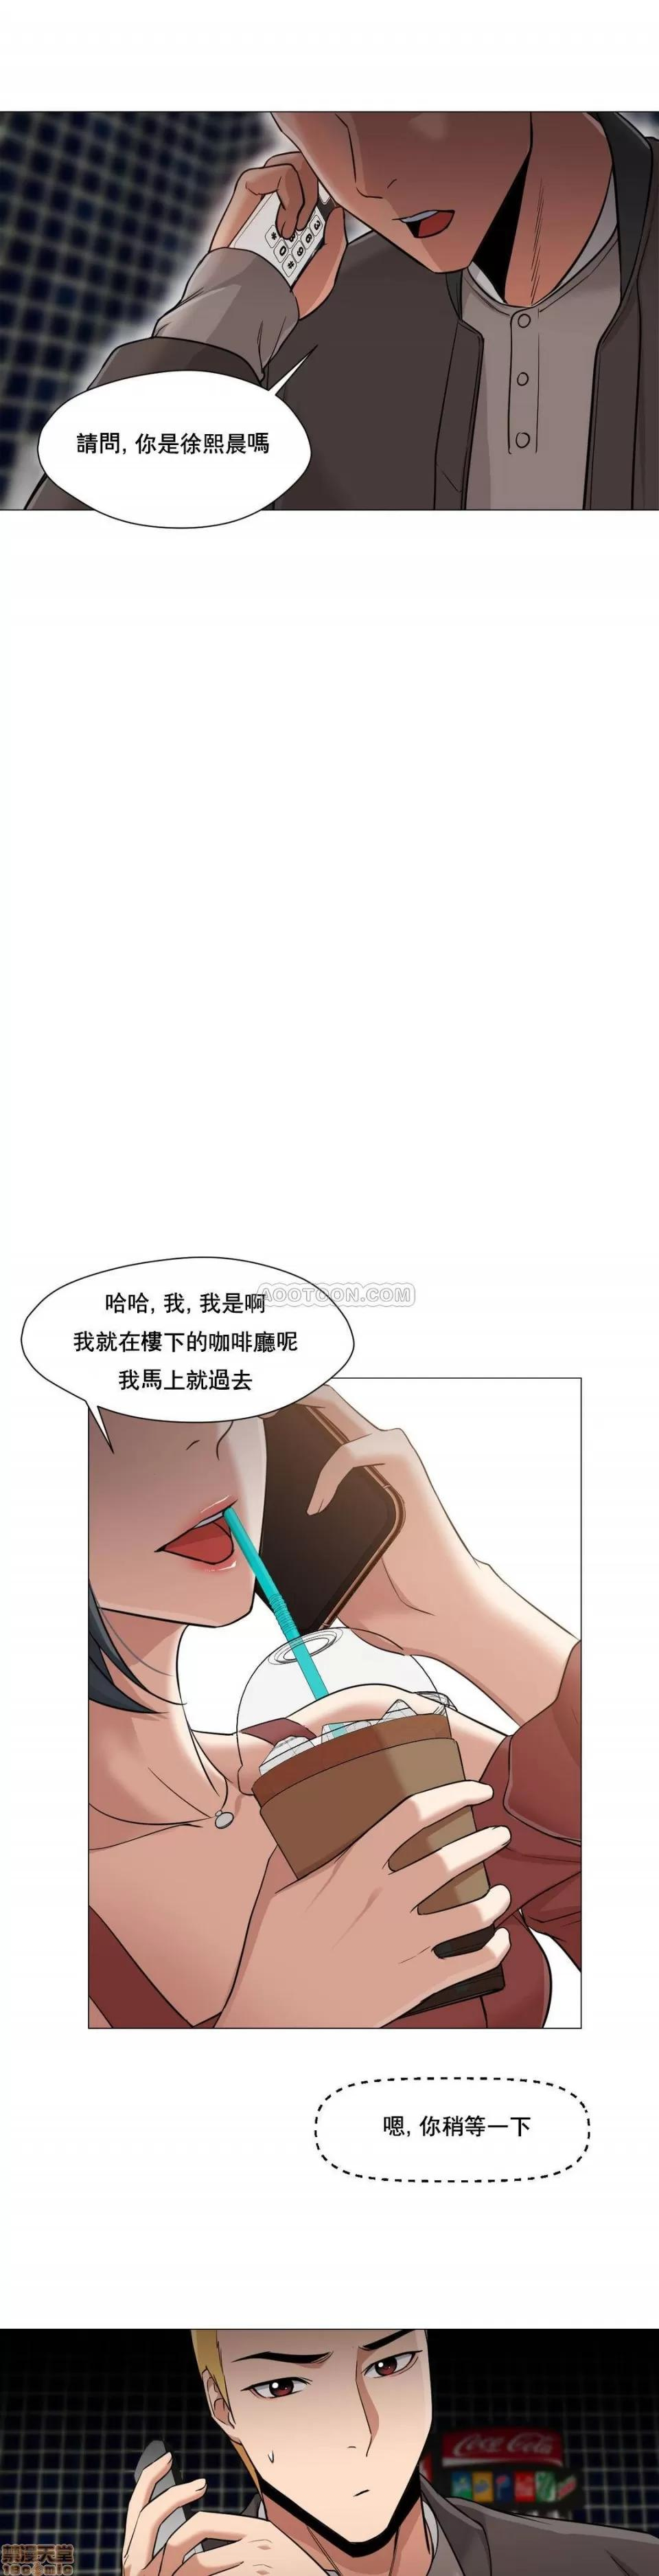 請問, 你是徐熙晨嗎
AOOTOON.COM
哈哈, 我, 我是啊
我就在樓下的咖啡廳呢
我馬上就過去
嗯, 你稍等一下
Coca-Cola